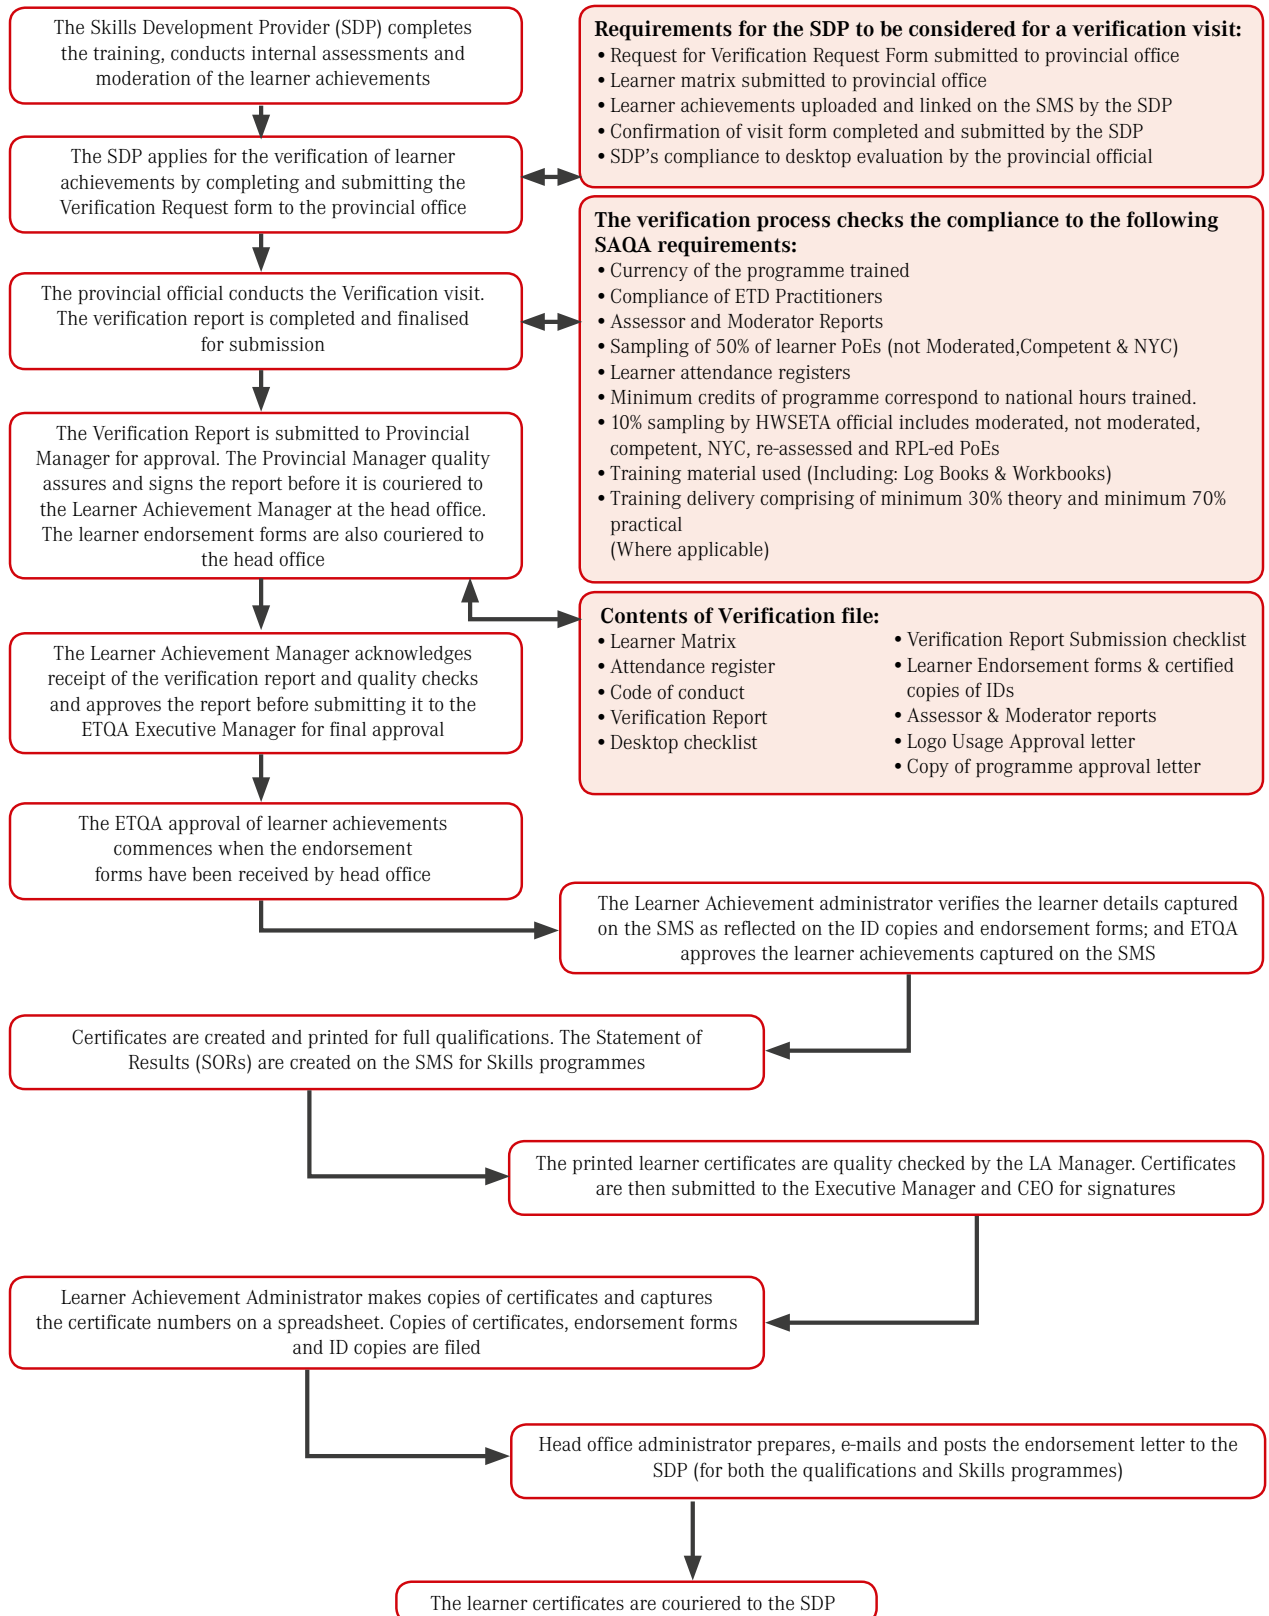 The Skills Development Provider (SDP) completes
the training, conducts internal assessments and
moderation of the learner achievements
Requirements for the SDP to be considered for a verification visit:
• Request for Verification Request Form submitted to provincial office
• Learner matrix submitted to provincial office
• Learner achievements uploaded and linked on the SMS by the SDP
• Confirmation of visit form completed and submitted by the SDP
• SDP's compliance to desktop evaluation by the provincial official
The SDP applies for the verification of learner
achievements by completing and submitting the
Verification Request form to the provincial office
The verification process checks the compliance to the following
SAQA requirements:
• Currency of the programme trained
• Compliance of ETD Practitioners
• Assessor and Moderator Reports
• Sampling of 50% of learner PoEs (not Moderated,Competent & NYC)
• Learner attendance registers
• Minimum credits of programme correspond to national hours trained.
• 10% sampling by HWSETA official includes moderated, not moderated,
competent, NYC, re-assessed and RPL-ed PoEs
• Training material used (Including: Log Books & Workbooks)
• Training delivery comprising of minimum 30% theory and minimum 70%
practical
(Where applicable)
The provincial official conducts the Verification visit.
The verification report is completed and finalised
for submission
The Verification Report is submitted to Provincial
Manager for approval. The Provincial Manager quality
assures and signs the report before it is couriered to
the Learner Achievement Manager at the head office.
The learner endorsement forms are also couriered to
the head office
Contents of Verification file:
• Learner Matrix
• Attendance register
• Code of conduct
• Verification Report
• Desktop checklist
• Verification Report Submission checklist
• Learner Endorsement forms & certified
copies of IDs
• Assessor & Moderator reports
• Logo Usage Approval letter
• Copy of programme approval letter
The Learner Achievement Manager acknowledges
receipt of the verification report and quality checks
and approves the report before submitting it to the
ETQA Executive Manager for final approval
The ETQA approval of learner achievements
commences when the endorsement
forms have been received by head office
The Learner Achievement administrator verifies the learner details captured
on the SMS as reflected on the ID copies and endorsement forms; and ETQA
approves the learner achievements captured on the SMS
Certificates are created and printed for full qualifications. The Statement of
Results (SORs) are created on the SMS for Skills programmes
The printed learner certificates are quality checked by the LA Manager. Certificates
are then submitted to the Executive Manager and CEO for signatures
Learner Achievement Administrator makes copies of certificates and captures
the certificate numbers on a spreadsheet. Copies of certificates, endorsement forms
and ID copies are filed
Head office administrator prepares, e-mails and posts the endorsement letter to the
SDP (for both the qualifications and Skills programmes)
The learner certificates are couriered to the SDP